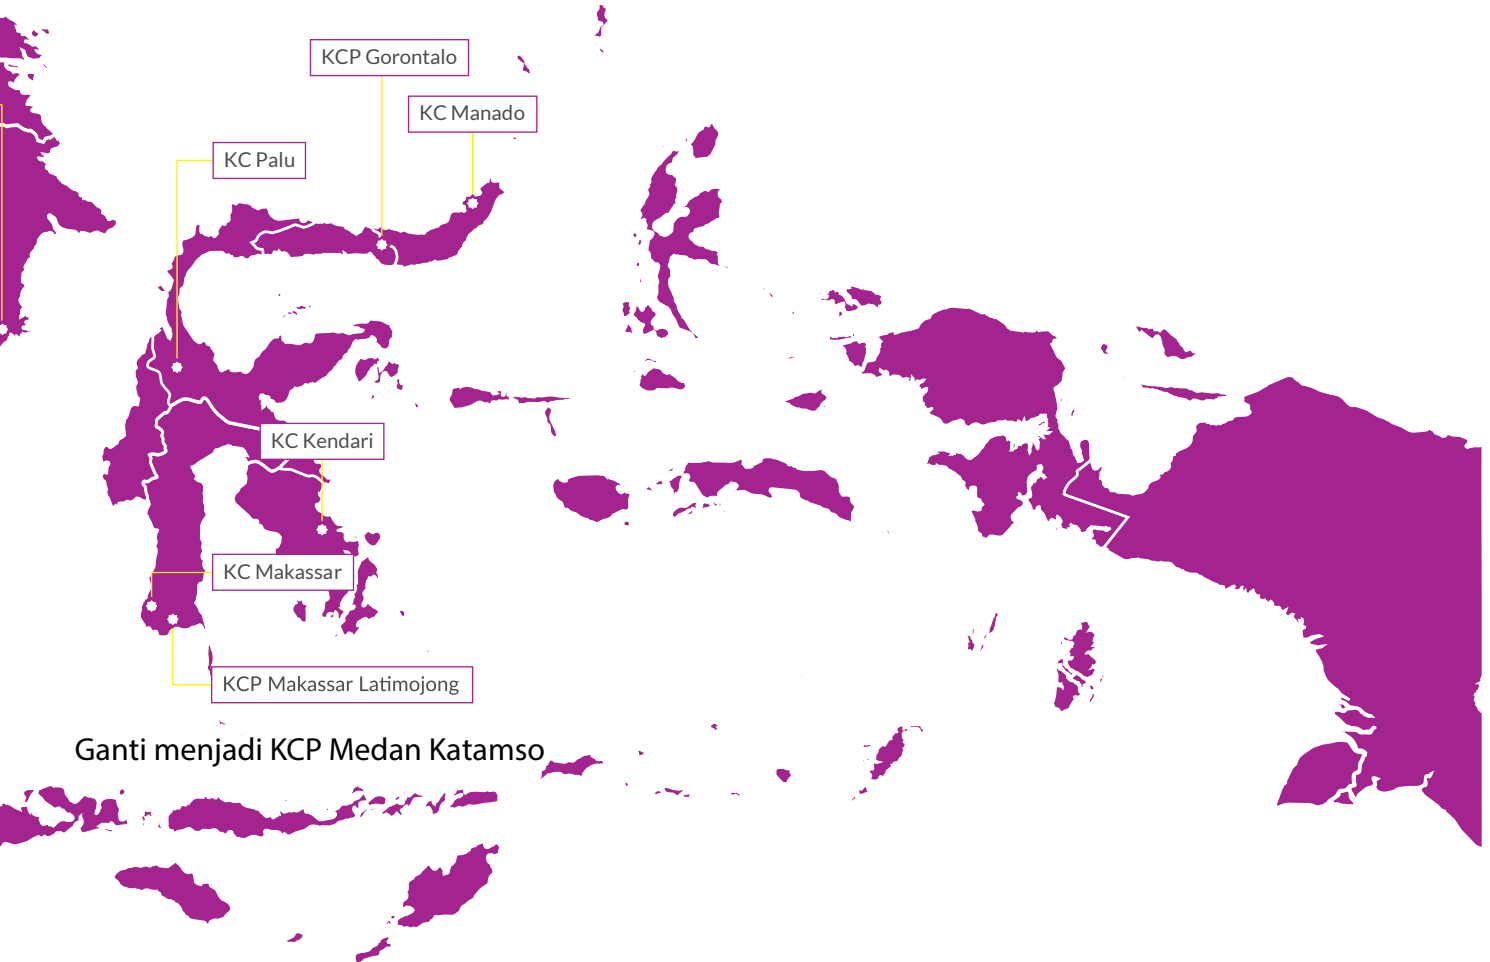 KCP Gorontalo
KC Manado
KC Palu
KC Kendari
KC Makassar
KCP Makassar Latimojong
Ganti menjadi KCP Medan Katamso